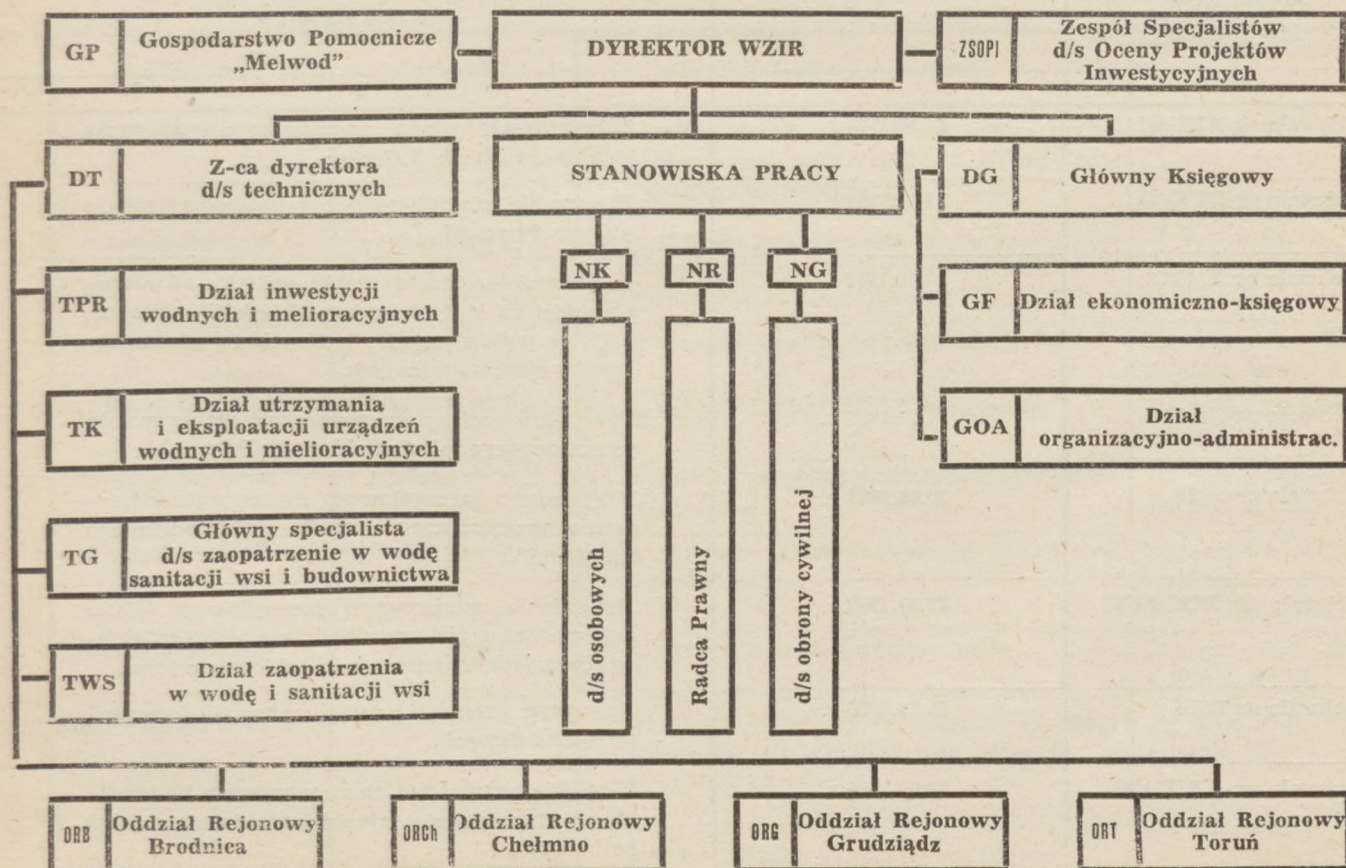 GP
Gospodarstwo Pomocnicze
„Melwod”
DYREKTOR WZIR
ZSOPI
Zespół Specjalistów
d/s Oceny Projektów
Inwestycyjnych
DT
Z-ca dyrektora
d/s technicznych
STANOWISKA PRACY
DG
Główny Księgowy
NK
NR
NG
TPR
Dział inwestycji
wodnych i melioracyjnych
GF
Dział ekonomiczno-księgowy
TK
Dział utrzymania
i eksploatacji urządzeń
wodnych i mielioracyjnych
GOA
Dział
organizacyjno-administrac.
d/s osobowych
Radca Prawny
d/s obrony cywilnej
TG
Główny specjalista
d/s zaopatrzenie w wodę
sanitacji wsi i budownictwa
TWS
Dział zaopatrzenia
w wodę i sanitacji wsi
ORB
Oddział Rejonowy
Brodnica
ORCh
Oddział Rejonowy
Chełmno
ORG
Oddział Rejonowy
Grudziądz
ORT
Oddział Rejonowy
Toruń